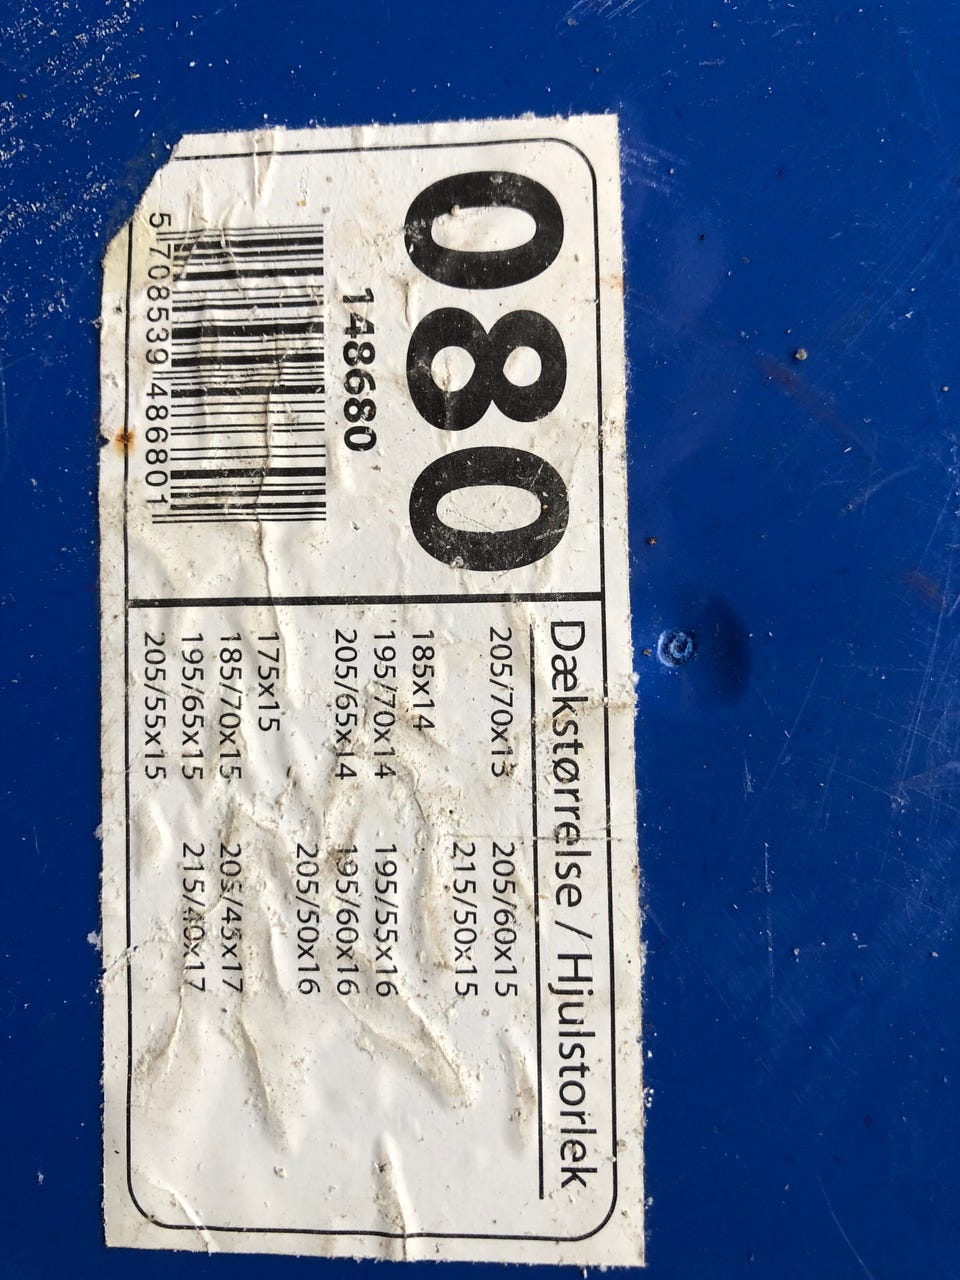 080
148680
5 708539 486801
Dækstørrelse / Hjulstorlek
205/70x13
185x14
195/70x14
205/65x14
175x15
185/70x15
195/65x15
205/55x15
205/60x15
215/50x15
195/55x16
195/60x16
205/50x16
205/45x17
215/40x17